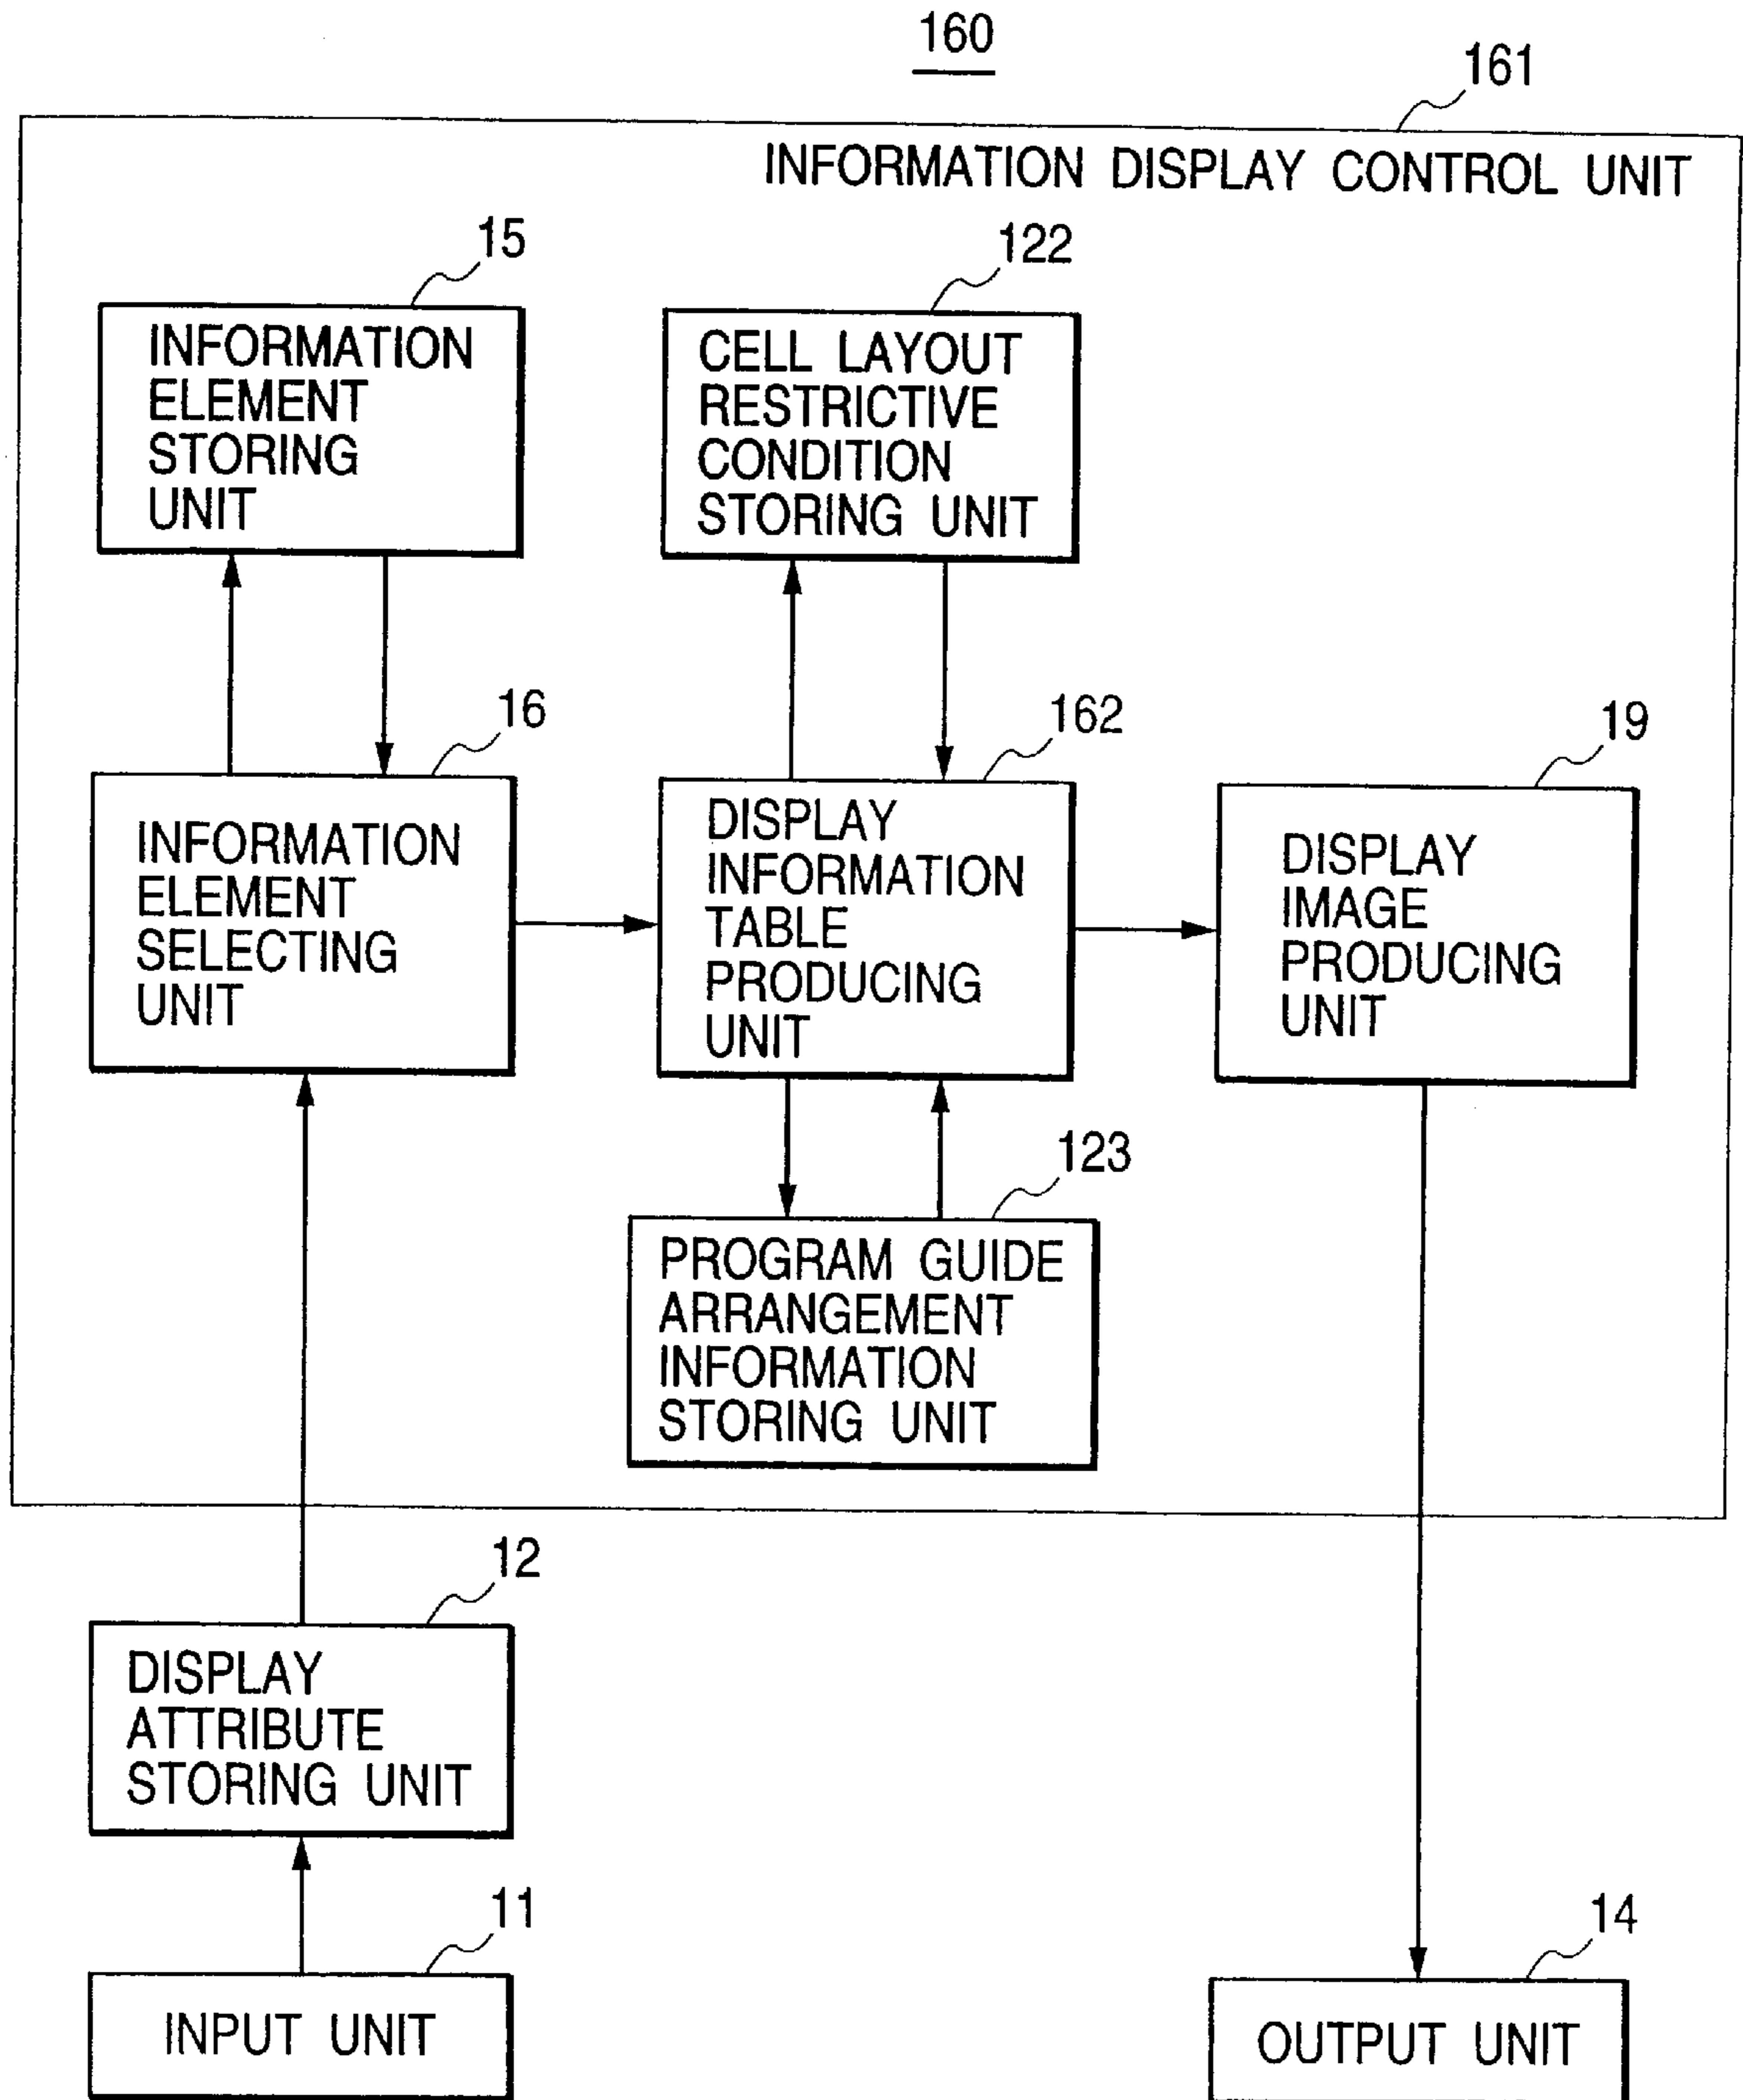 160
161
INFORMATION DISPLAY CONTROL UNIT
15
INFORMATION
ELEMENT
STORING
UNIT
122
CELL LAYOUT
RESTRICTIVE
CONDITION
STORING UNIT
16
INFORMATION
ELEMENT
SELECTING
UNIT
162
DISPLAY
INFORMATION
TABLE
PRODUCING
UNIT
19
DISPLAY
IMAGE
PRODUCING
UNIT
123
PROGRAM GUIDE
ARRANGEMENT
INFORMATION
STORING UNIT
12
DISPLAY
ATTRIBUTE
STORING UNIT
11
INPUT UNIT
14
OUTPUT UNIT